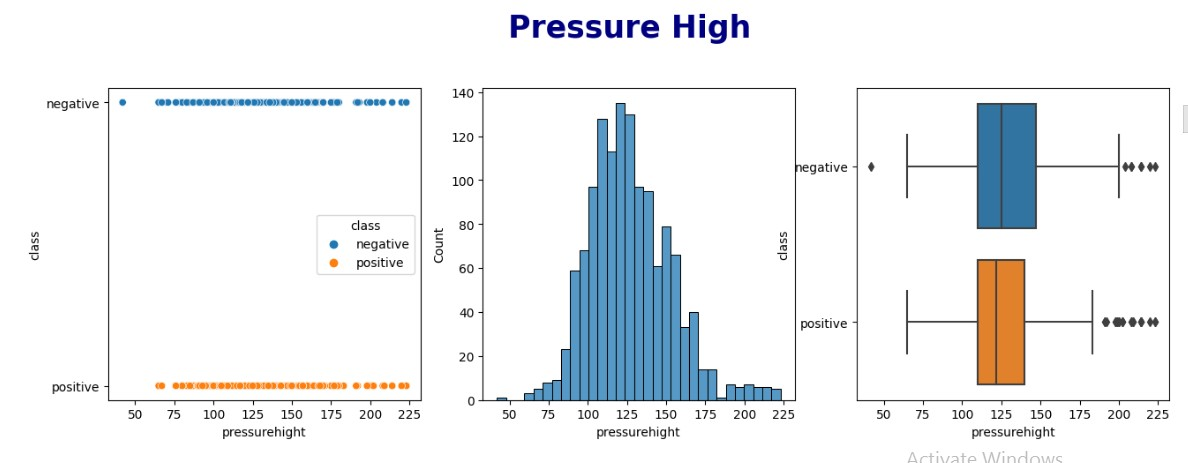 Pressure High
negative
positive
class
class
negative
positive
50 75 100 125 150 175 200 225
pressurehight
140
120
100
80
60
40
20
0
Count
50 75 100 125 150 175 200 225
pressurehight
negative
positive
class
50 75 100 125 150 175 200 225
pressurehight
Activate Windows